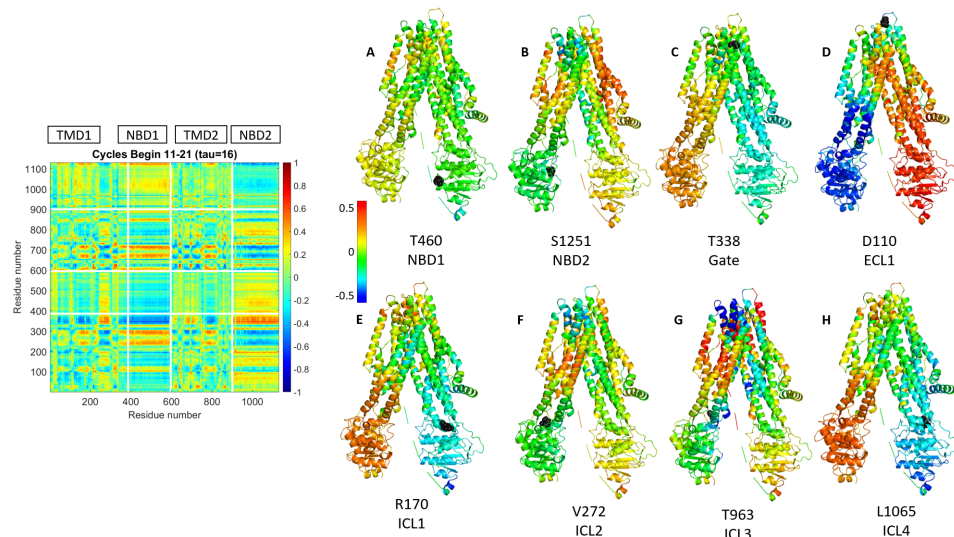 A
B
C
D
TMD1 NBD1 TMD2 NBD2
Cycles Begin 11-21 (tau=16)
1100
1000
900
800
700
600
500
400
300
200
100
Residue number
200 400 600 800 1000
Residue number
1
0.8
0.6
0.4
0.2
0
-0.2
-0.4
-0.6
-0.8
-1
0.5
0
-0.5
T460
NBD1
S1251
NBD2
T338
Gate
D110
ECL1
E
F
G
H
R170
ICL1
V272
ICL2
T963
ICL3
L1065
ICL4